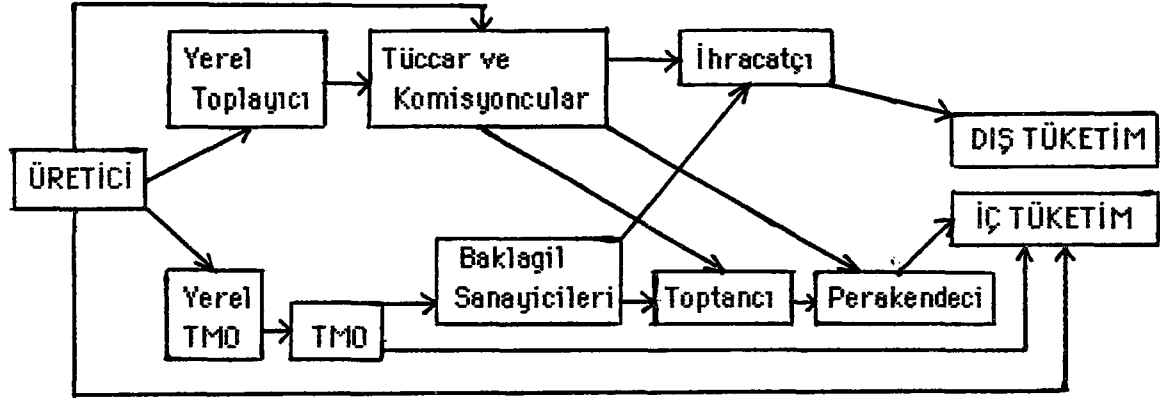 Yerel
Toplayıcı
Tüccar ve
Komisyoncular
İhracatçı
DIŞ TÜKETİM
ÜRETİCİ
İÇ TÜKETİM
Baklagil
Sanayicileri
Yerel
TMO
TMO
Toptancı
Perakendeci